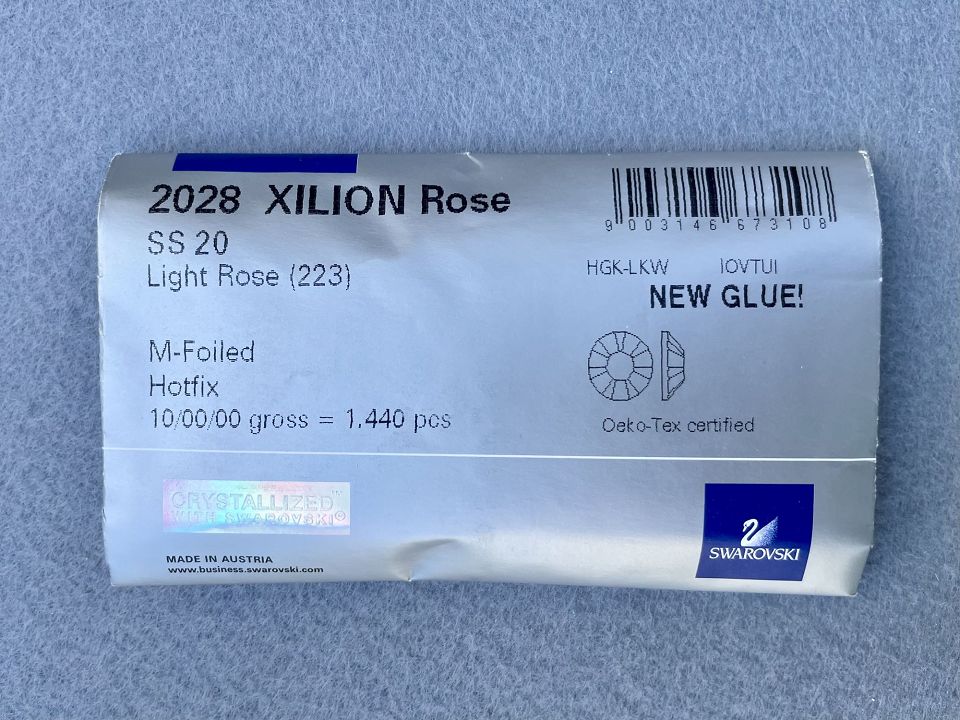 2028 XILION Rose
SS 20
Light Rose (223)
M-Foiled
Hotfix
10/00/00 gross = 1.440 pcs
9 003146 673108
HGK-LKW IOVTUI
NEW GLUE!
Oeko-Tex certified
CRYSTALLIZED™
WITH SWAROVSKI©
MADE IN AUSTRIA
www.business.swarovski.com
SWAROVSKI